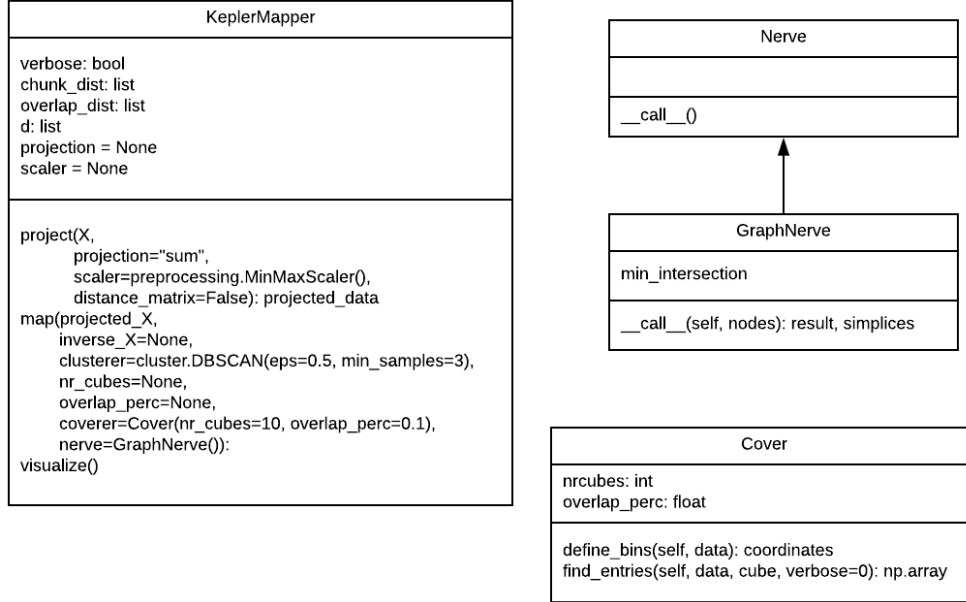 KeplerMapper
verbose: bool
chunk_dist: list
overlap_dist: list
d: list
projection = None
scaler = None
project(X,
projection="sum",
scaler=preprocessing.MinMaxScaler(),
distance_matrix=False): projected_data
map(projected_X,
inverse_X=None,
clusterer=cluster.DBSCAN(eps=0.5, min_samples=3),
nr_cubes=None,
overlap_perc=None,
coverer=Cover(nr_cubes=10, overlap_perc=0.1),
nerve=GraphNerve()):
visualize()
Nerve
__call__()
GraphNerve
min_intersection
__call__(self, nodes): result, simplices
Cover
nrcubes: int
overlap_perc: float
define_bins(self, data): coordinates
find_entries(self, data, cube, verbose=0): np.array